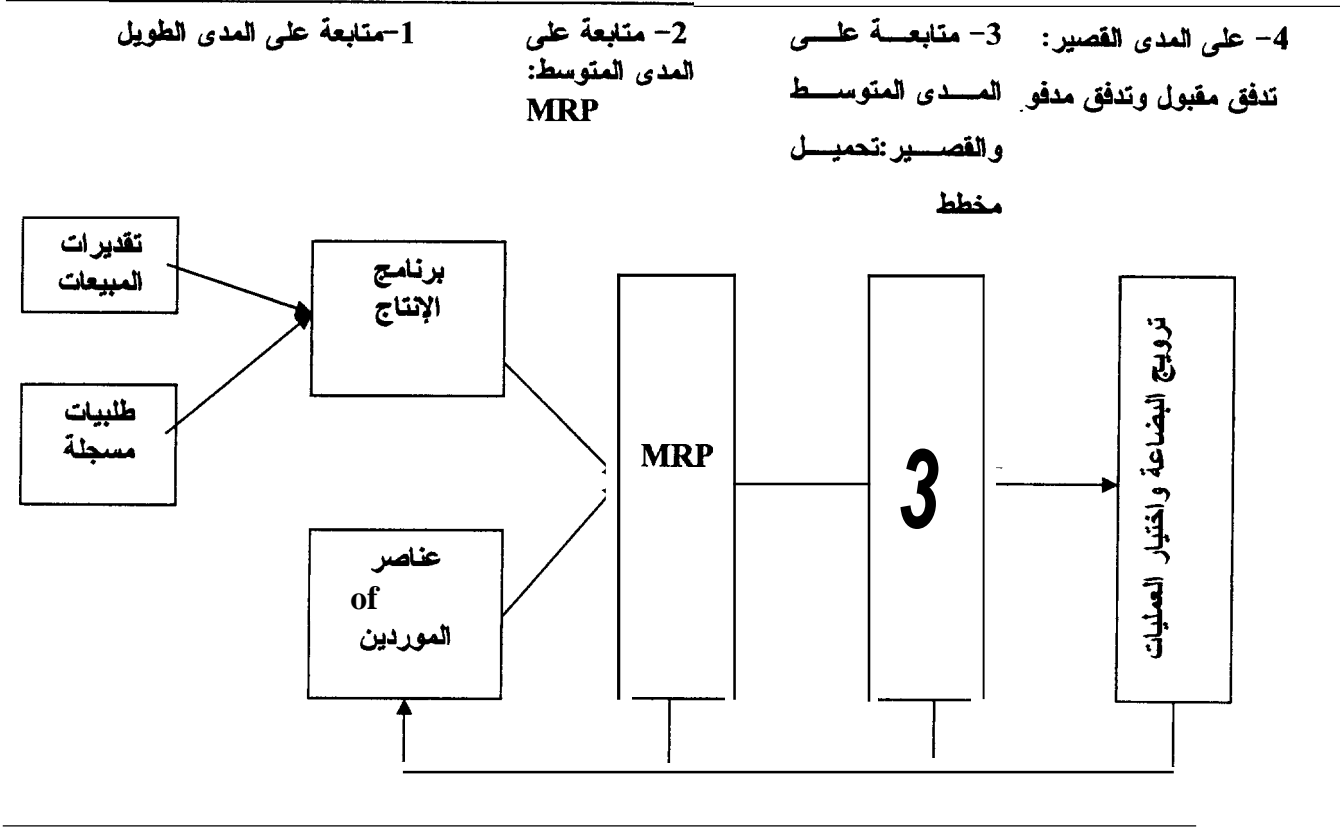 1-متابعة على المدى الطويل
2- متابعة على
المدى المتوسط:
MRP
3- متابعة على
المدى المتوسط
والقصير:تحميل
مخطط
4- على المدى القصير:
تدفق مقبول وتدفق مدفو
تقديرات
المبيعات
طلبيات
مسجلة
برنامج
الإنتاج
عناصر
of
الموردين
MRP
3
ترويج البضاعة واختيار العمليات